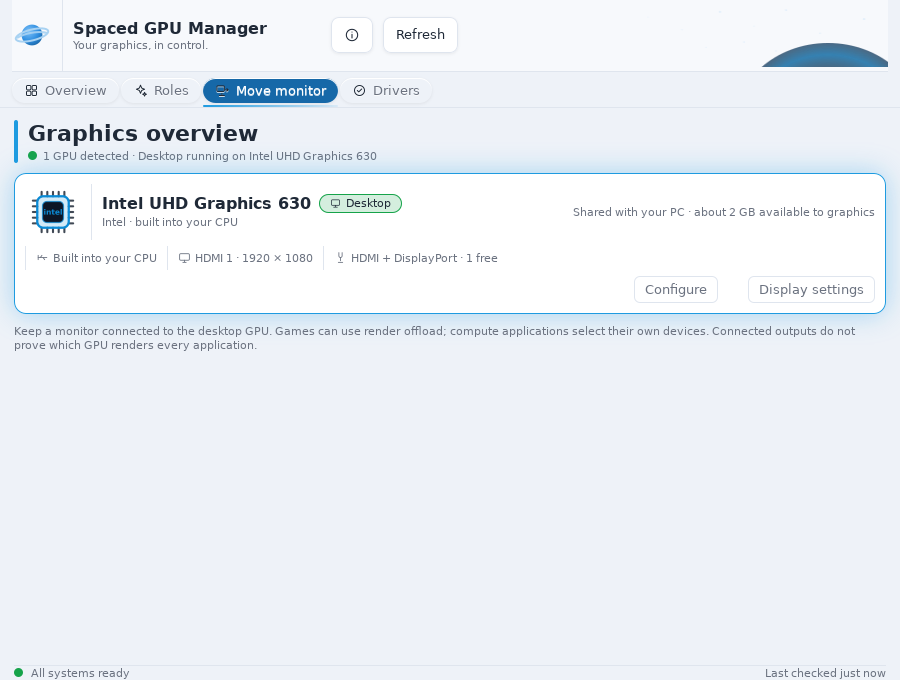 Spaced GPU Manager
Your graphics, in control.
Refresh
Overview
Roles
Move monitor
Drivers
Graphics overview
1 GPU detected · Desktop running on Intel UHD Graphics 630
intel
Intel UHD Graphics 630
Desktop
Intel · built into your CPU
Shared with your PC · about 2 GB available to graphics
Built into your CPU
HDMI 1 · 1920 × 1080
HDMI + DisplayPort · 1 free
Configure
Display settings
Keep a monitor connected to the desktop GPU. Games can use render offload; compute applications select their own devices. Connected outputs do not
prove which GPU renders every application.
All systems ready
Last checked just now